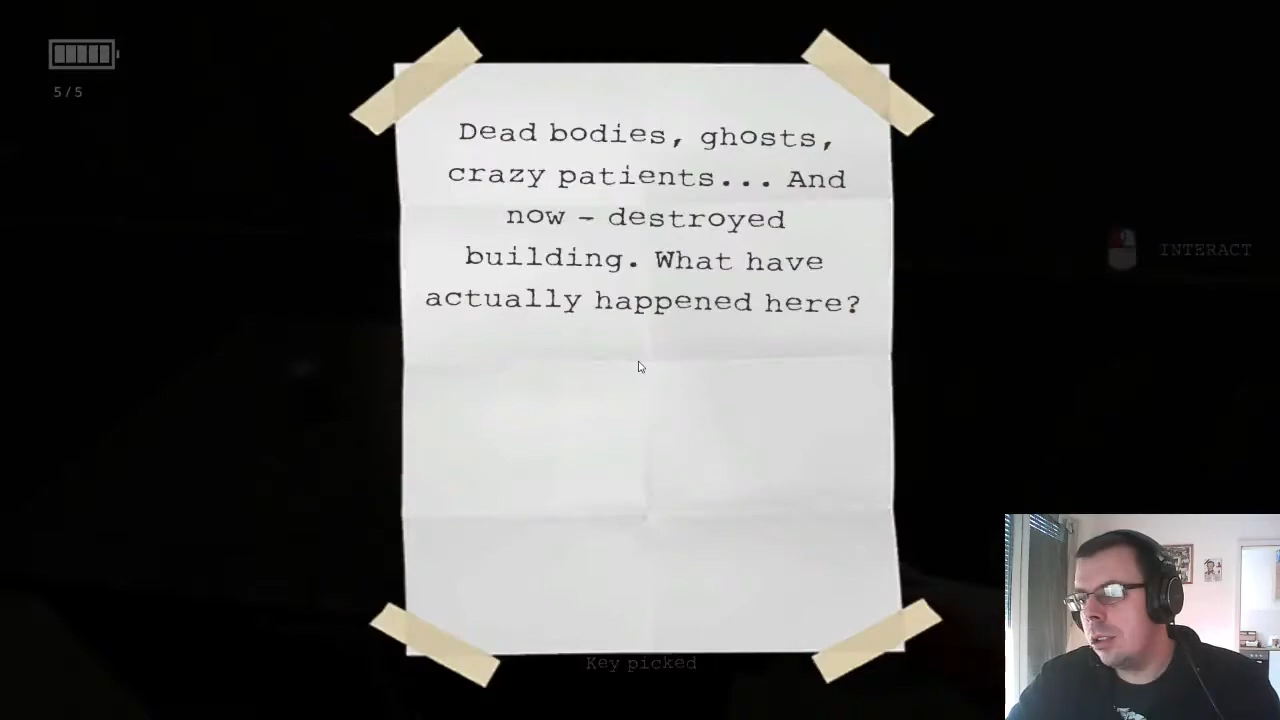 5/5
Dead bodies, ghosts,
crazy patients... And
now - destroyed
building. What have
actually happened here?
INTERACT
Key picked